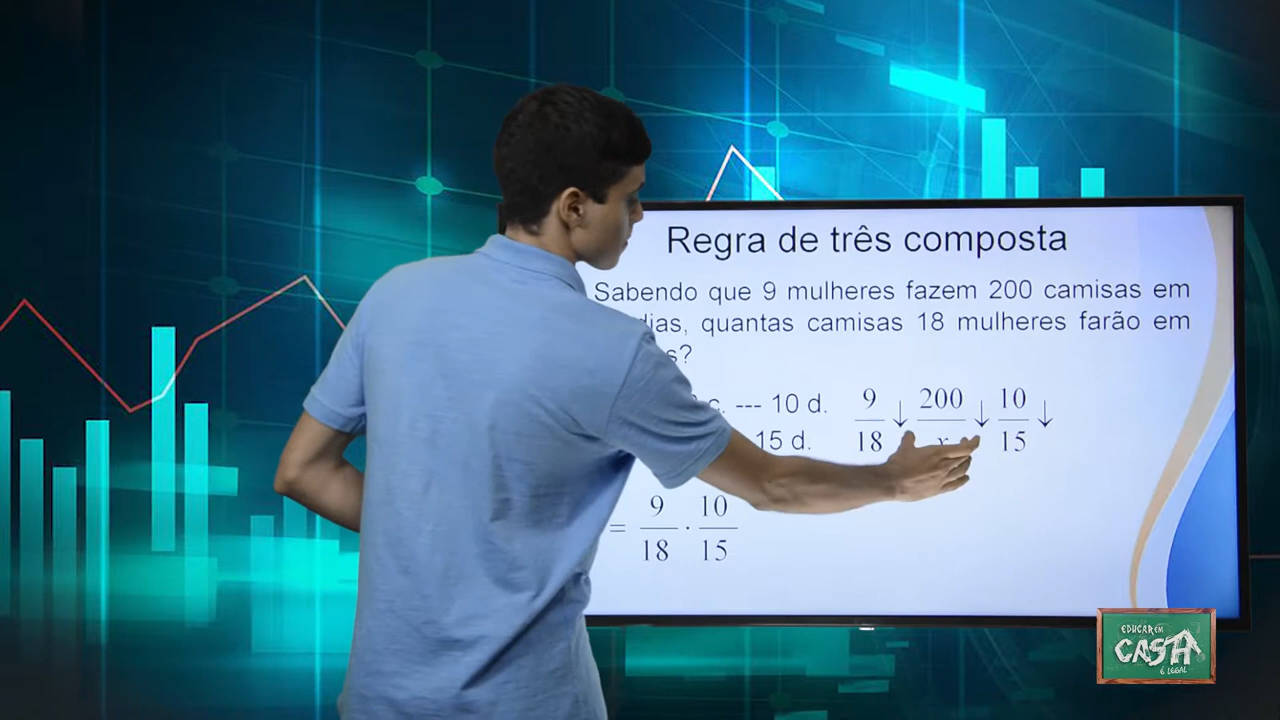 Regra de três composta
Sabendo que 9 mulheres fazem 200 camisas em
dias, quantas camisas 18 mulheres farão em
s?
c. --- 10 d. 9/18 ↓ 200/x ↓ 10/15 ↓
15 d.
= 9/18 · 10/15
EDUCAR EM
CASA
É LEGAL